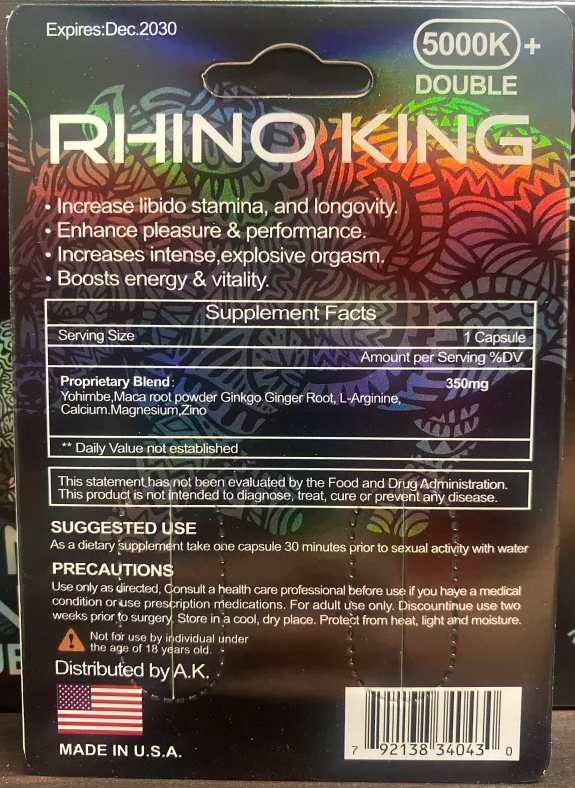 Expires:Dec.2030
5000K+
DOUBLE
RHINO KING
• Increase libido stamina, and longovity.
• Enhance pleasure & performance.
• Increases intense,explosive orgasm.
• Boosts energy & vitality.
Supplement Facts
Serving Size 1 Capsule
Amount per Serving %DV
Proprietary Blend: 350mg
Yohimbe,Maca root powder Ginkgo Ginger Root, L-Arginine,
Calcium.Magnesium,Zino
** Daily Value not established
This statement,has not been evaluated by the Food and Drug Administration.
This product is not intended to diagnose, treat, cure or prevent any disease.
SUGGESTED USE
As a dietary supplement take one capsule 30 minutes prior to sexual activity with water
PRECAUTIONS
Use only as directed, Consult a health care professional before use if you have a medical
condition or use prescription medications. For adult use only. Discountinue use two
weeks prior to surgery. Store in a cool, dry place. Protect from heat, light and moisture.
Not for use by individual under
the age of 18 years old.
Distributed by A.K.
MADE IN U.S.A.
7 92138 34043 0